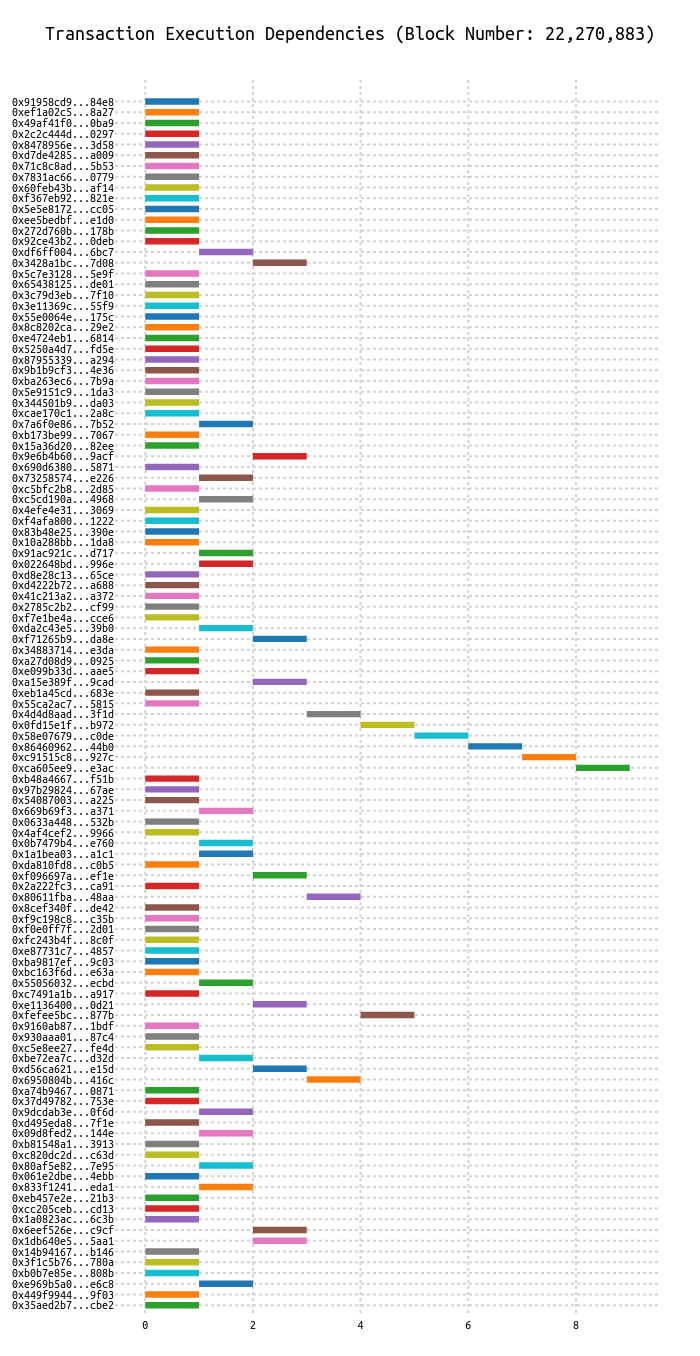 Transaction Execution Dependencies (Block Number: 22,270,883)
0x91958cd9...84e8
0xef1a02c5...8a27
0x49af41f0...0ba9
0x2c2c444d...0297
0x8478956e...3d58
0xd7de4285...a009
0x71c8c8ad...5b53
0x7831ac66...0779
0x60feb43b...af14
0xf367eb92...821e
0x5e5e8172...cc05
0xee5bedbf...e1d0
0x272d760b...178b
0x92ce43b2...0deb
0xdf6ff004...6bc7
0x3428a1bc...7d08
0x5c7e3128...5e9f
0x65438125...de01
0x3c79d3eb...7f10
0x3e11369c...55f9
0x55e0064e...175c
0x8c8202ca...29e2
0xe4724eb1...6814
0x5250a4d7...fd5e
0x87955339...a294
0x9b1b9cf3...4e36
0xba263ec6...7b9a
0x5e9151c9...1da3
0x344501b9...da03
0xcae170c1...2a8c
0x7a6f0e86...7b52
0xb173be99...7067
0x15a36d20...82ee
0x9e6b4b60...9acf
0x690d6380...5871
0x73258574...e226
0xc5bfc2b8...2d85
0xc5cd190a...4968
0x4efe4e31...3069
0xf4afa800...1222
0x83b48e25...390e
0x10a288bb...1da8
0x91ac921c...d717
0x022648bd...996e
0xd8e28c13...65ce
0xd4222b72...a688
0x41c213a2...a372
0x2785c2b2...cf99
0xf7e1be4a...cce6
0xda2c43e5...39b0
0xf71265b9...da8e
0x34883714...e3da
0xa27d08d9...0925
0xe099b33d...aae5
0xa15e389f...9cad
0xeb1a45cd...683e
0x55ca2ac7...5815
0x4d4d8aad...3f1d
0x0fd15e1f...b972
0x58e07679...c0de
0x86460962...44b0
0xc91515c8...927c
0xca605ee9...e3ac
0xb48a4667...f51b
0x97b29824...67ae
0x54087003...a225
0x669b69f3...a371
0x0633a448...532b
0x4af4cef2...9966
0x0b7479b4...e760
0x1a1bea03...a1c1
0xda810fd8...c0b5
0xf096697a...ef1e
0x2a222fc3...ca91
0x80611fba...48aa
0x8cef340f...de42
0xf9c198c8...c35b
0xf0e0ff7f...2d01
0xfc243b4f...8c0f
0xe87731c7...4857
0xba9817ef...9c03
0xbc163f6d...e63a
0x55056032...ecbd
0xc7491a1b...a917
0xe1136400...0d21
0xfefee5bc...877b
0x9160ab87...1bdf
0x930aaa01...87c4
0xc5e8ee27...fe4d
0xbe72ea7c...d32d
0xd56ca621...e15d
0x6950804b...416c
0xa74b9467...0871
0x37d49782...753e
0x9dcdab3e...0f6d
0xd495eda8...7f1e
0x09d8fed2...144e
0xb81548a1...3913
0xc820dc2d...c63d
0x80af5e82...7e95
0x061e2dbe...4ebb
0x833f1241...eda1
0xeb457e2e...21b3
0xcc205ceb...cd13
0x1a0823ac...6c3b
0x6eef526e...c9cf
0x1db640e5...5aa1
0x14b94167...b146
0x3f1c5b76...780a
0xb0b7e85e...808b
0xe969b5a0...e6c8
0x449f9944...9f03
0x35aed2b7...cbe2
0 2 4 6 8